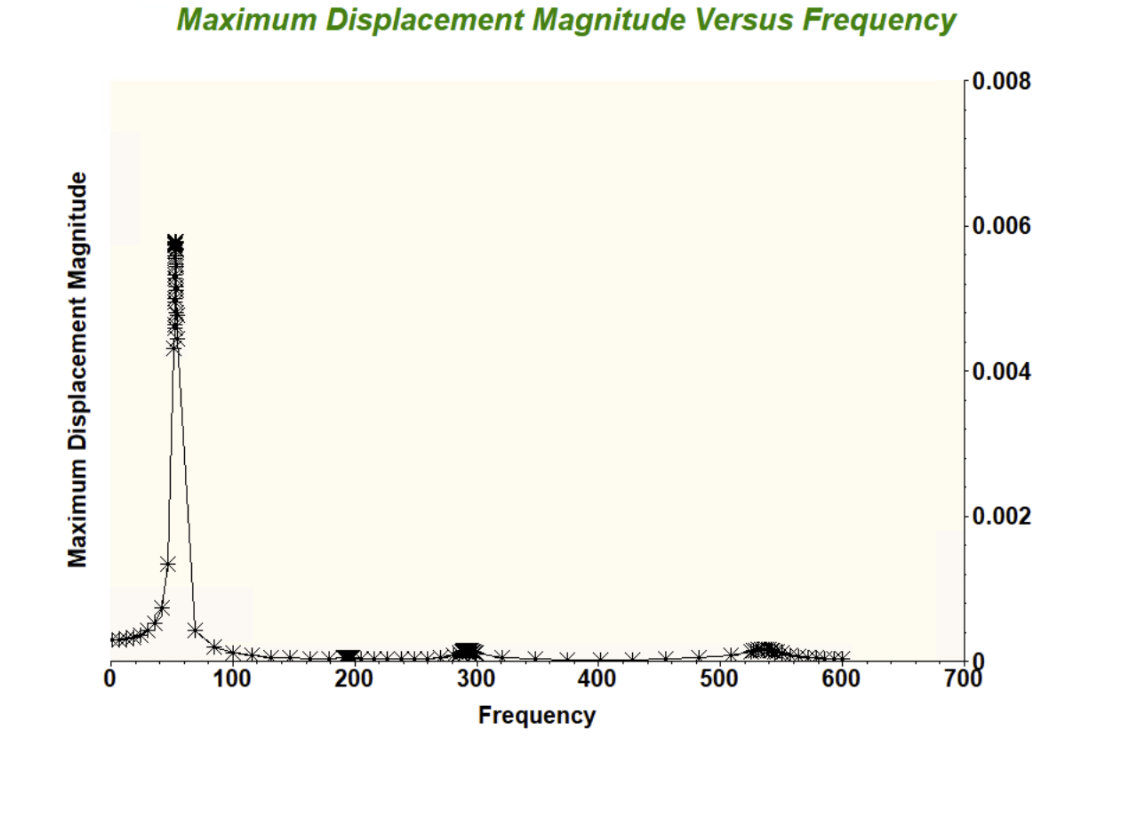 Maximum Displacement Magnitude Versus Frequency
0.008
0.006
0.004
0.002
0
Maximum Displacement Magnitude
0 100 200 300 400 500 600 700
Frequency